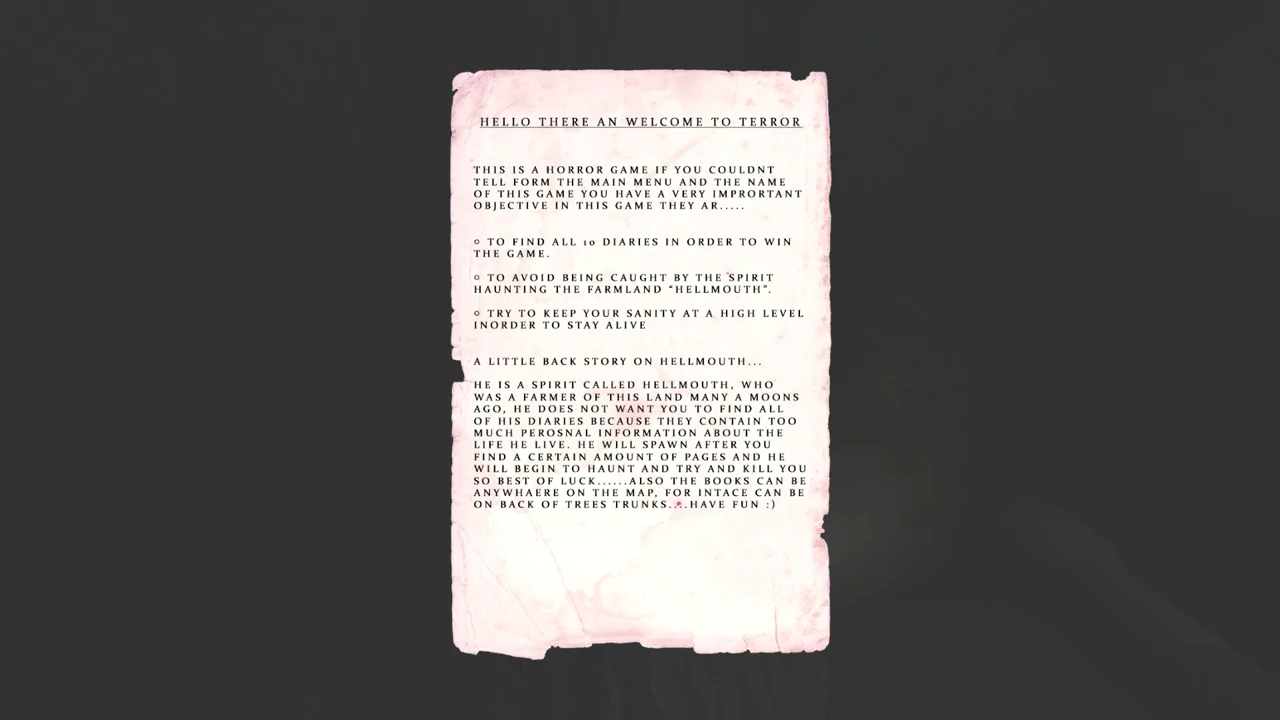 HELLO THERE AN WELCOME TO TERROR
THIS IS A HORROR GAME IF YOU COULDNT
TELL FORM THE MAIN MENU AND THE NAME
OF THIS GAME YOU HAVE A VERY IMPRORTANT
OBJECTIVE IN THIS GAME THEY AR.....
○ TO FIND ALL 10 DIARIES IN ORDER TO WIN
THE GAME.
○ TO AVOID BEING CAUGHT BY THE SPIRIT
HAUNTING THE FARMLAND “HELLMOUTH”.
○ TRY TO KEEP YOUR SANITY AT A HIGH LEVEL
INORDER TO STAY ALIVE
A LITTLE BACK STORY ON HELLMOUTH...
HE IS A SPIRIT CALLED HELLMOUTH, WHO
WAS A FARMER OF THIS LAND MANY A MOONS
AGO, HE DOES NOT WANT YOU TO FIND ALL
OF HIS DIARIES BECAUSE THEY CONTAIN TOO
MUCH PEROSNAL INFORMATION ABOUT THE
LIFE HE LIVE. HE WILL SPAWN AFTER YOU
FIND A CERTAIN AMOUNT OF PAGES AND HE
WILL BEGIN TO HAUNT AND TRY AND KILL YOU
SO BEST OF LUCK......ALSO THE BOOKS CAN BE
ANYWHAERE ON THE MAP, FOR INTACE CAN BE
ON BACK OF TREES TRUNKS....HAVE FUN :)